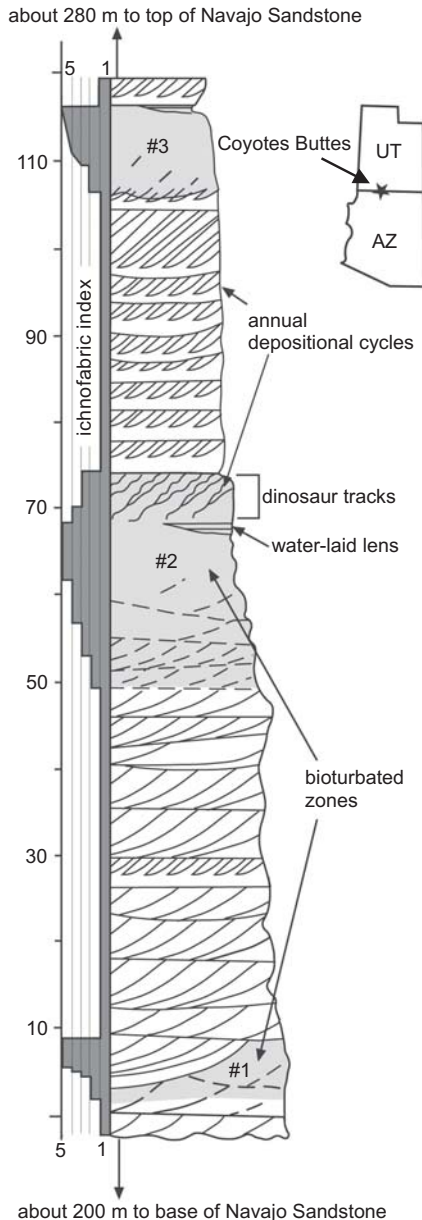 about 280 m to top of Navajo Sandstone
5 1
#3
110
Coyotes Buttes
UT
AZ
90
ichnofabric index
annual
depositional cycles
70
dinosaur tracks
water-laid lens
#2
50
bioturbated
zones
30
10
#1
5 1
about 200 m to base of Navajo Sandstone